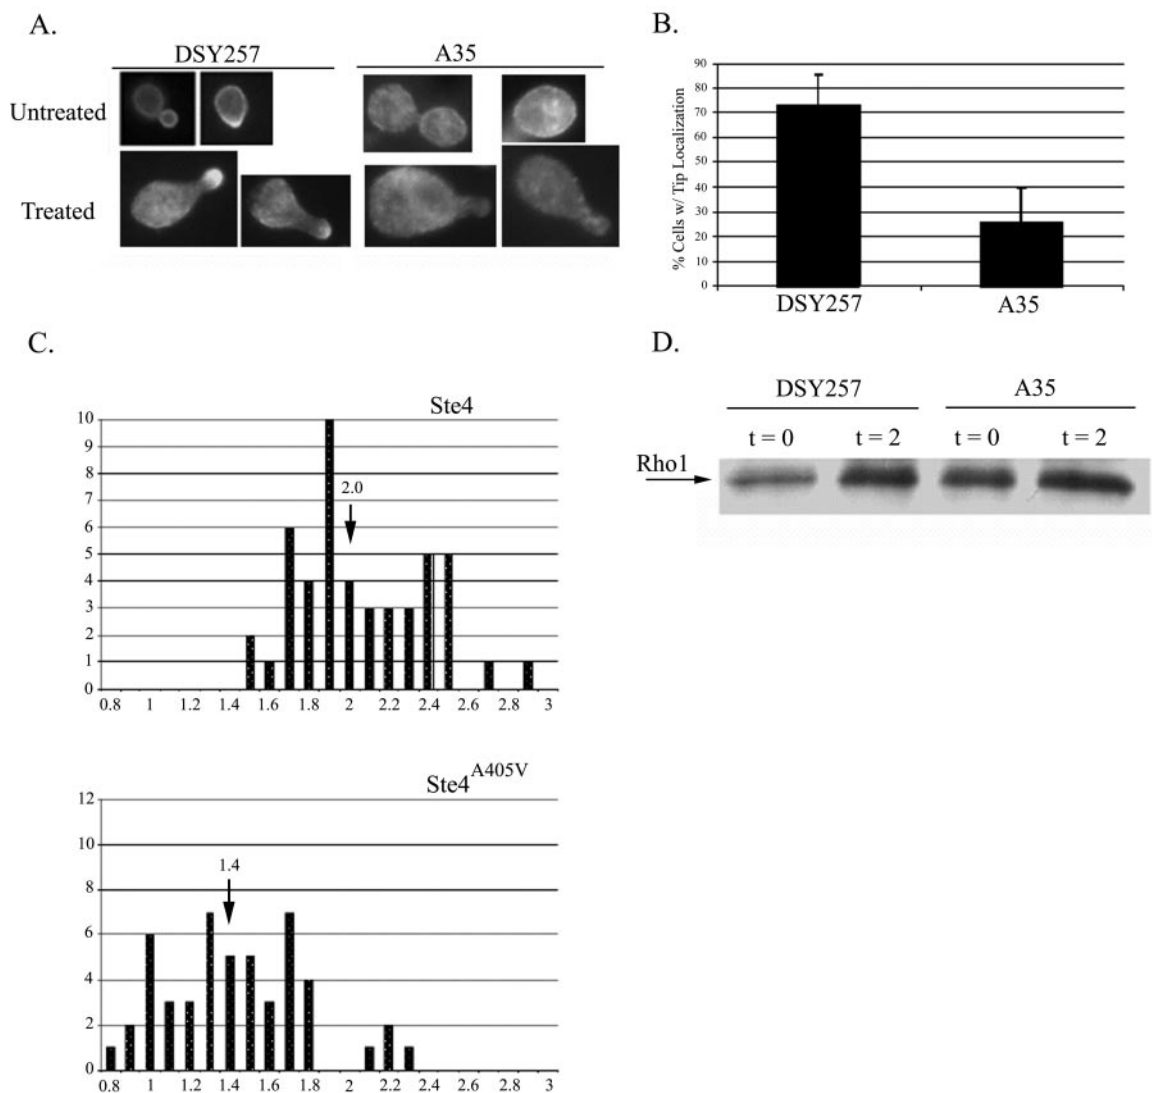 A.
DSY257 A35
Untreated
Treated
B.
% Cells w/ Tip Localization
90
80
70
60
50
40
30
20
10
0
DSY257 A35
C.
Ste4
10
9
8
7
6
5
4
3
2
1
0
2.0
0.8 1 1.2 1.4 1.6 1.8 2 2.2 2.4 2.6 2.8 3
Ste4A405V
12
10
8
6
4
2
0
1.4
0.8 1 1.2 1.4 1.6 1.8 2 2.2 2.4 2.6 2.8 3
D.
DSY257 A35
t = 0 t = 2 t = 0 t = 2
Rho1